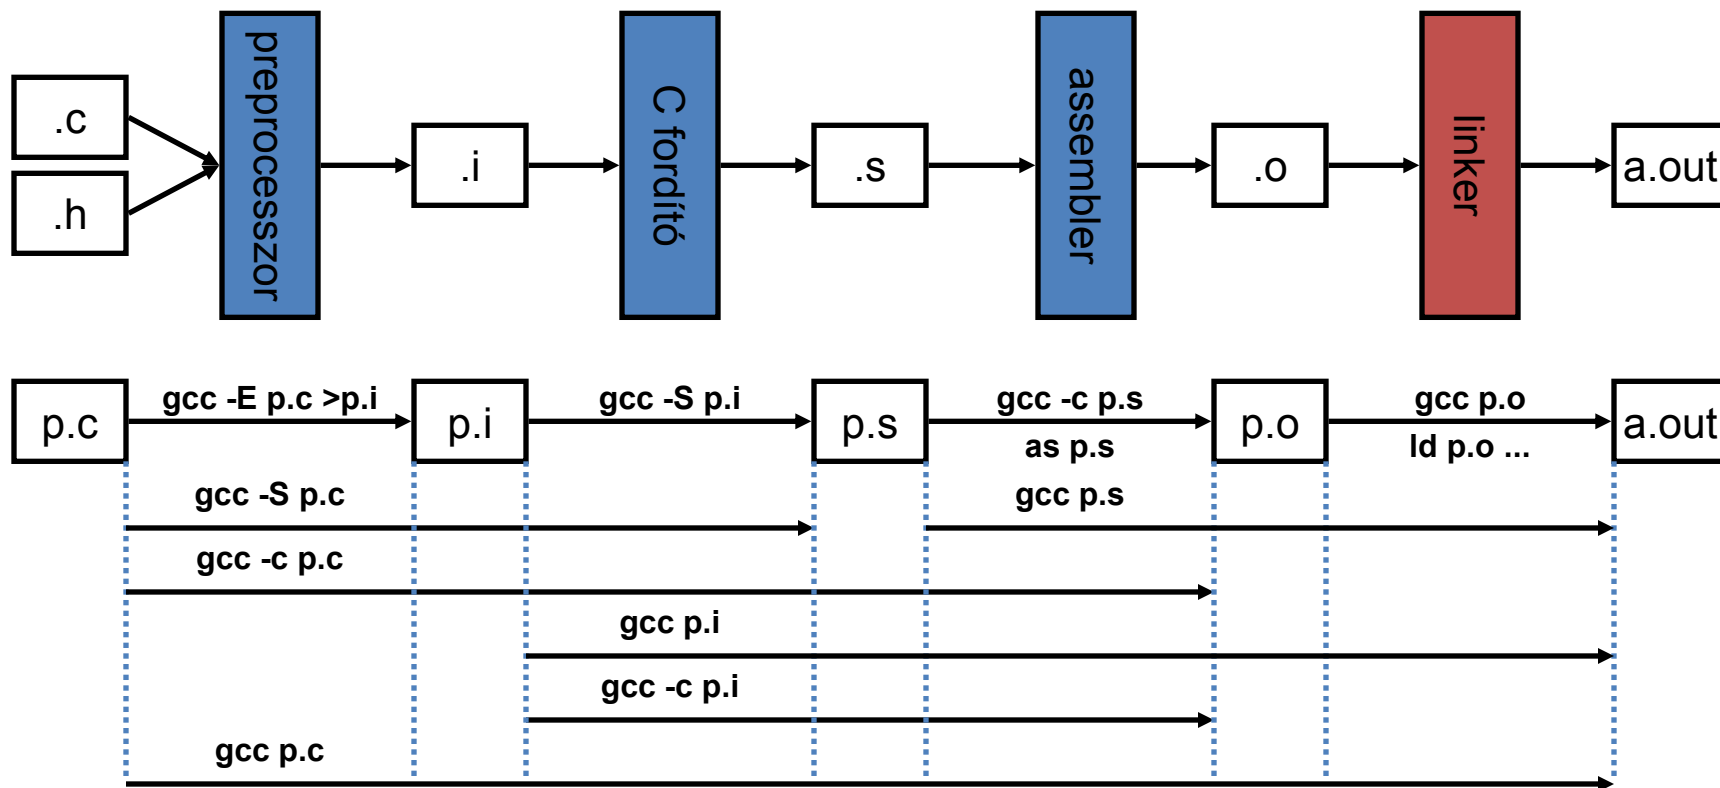 .c
.h
preprocesszor
.i
C fordító
.s
assembler
.o
linker
a.out
p.c
gcc -E p.c >p.i
p.i
gcc -S p.i
p.s
gcc -c p.s
as p.s
p.o
gcc p.o
ld p.o ...
a.out
gcc -S p.c
gcc p.s
gcc -c p.c
gcc p.i
gcc -c p.i
gcc p.c